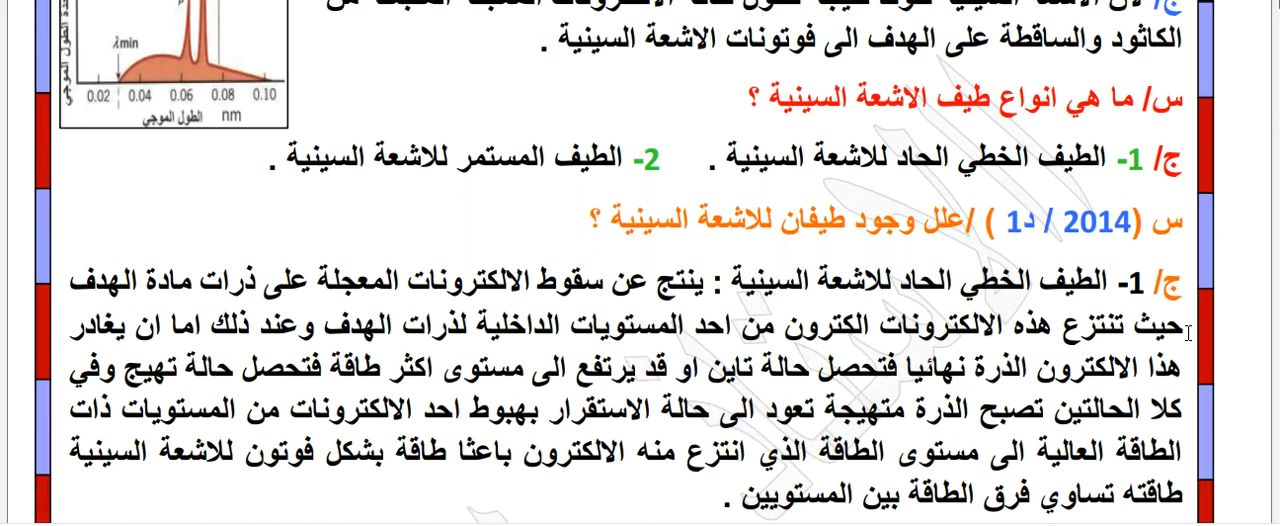 الكاثود والساقطة على الهدف الى فوتونات الاشعة السينية .
λmin
0.02 0.04 0.06 0.08 0.10
الطول الموجي nm
س/ ما هي انواع طيف الاشعة السينية ؟
ج/ 1- الطيف الخطي الحاد للاشعة السينية . 2- الطيف المستمر للاشعة السينية .
س (2014 / د1 ) /علل وجود طيفان للاشعة السينية ؟
ج/ 1- الطيف الخطي الحاد للاشعة السينية : ينتج عن سقوط الالكترونات المعجلة على ذرات مادة الهدف
حيث تنتزع هذه الالكترونات الكترون من احد المستويات الداخلية لذرات الهدف وعند ذلك اما ان يغادر
هذا الالكترون الذرة نهائيا فتحصل حالة تاين او قد يرتفع الى مستوى اكثر طاقة فتحصل حالة تهيج وفي
كلا الحالتين تصبح الذرة متهيجة تعود الى حالة الاستقرار بهبوط احد الالكترونات من المستويات ذات
الطاقة العالية الى مستوى الطاقة الذي انتزع منه الالكترون باعثا طاقة بشكل فوتون للاشعة السينية
طاقته تساوي فرق الطاقة بين المستويين .